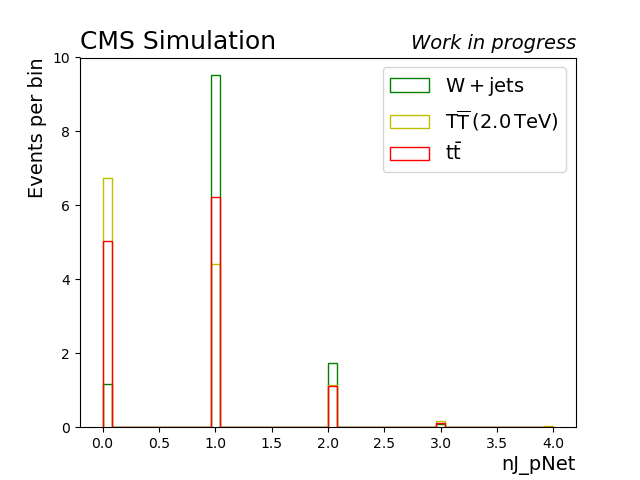 CMS Simulation Work in progress
Events per bin
10
8
6
4
2
0
W + jets
TT̅ (2.0 TeV)
tt̄
0.0 0.5 1.0 1.5 2.0 2.5 3.0 3.5 4.0
nJ_pNet